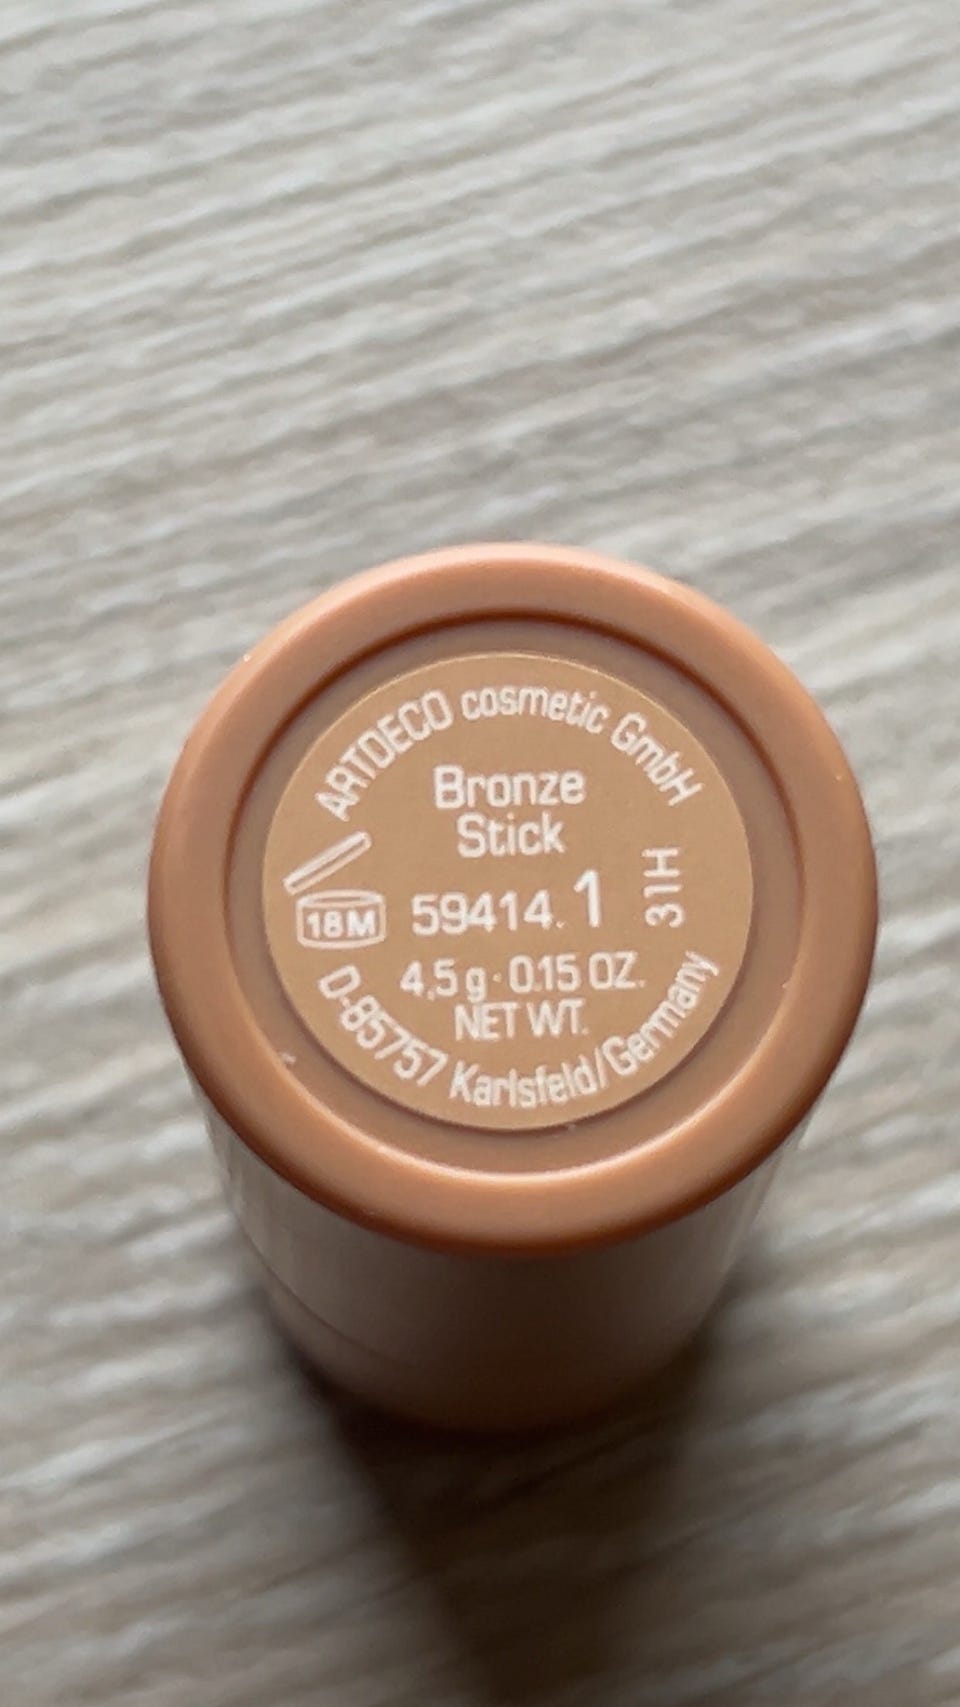 ARTDECO cosmetic GmbH
Bronze
Stick
18M
59414. 1
31H
4,5 g · 0.15 OZ.
NET WT.
D-85757 Karlsfeld/Germany